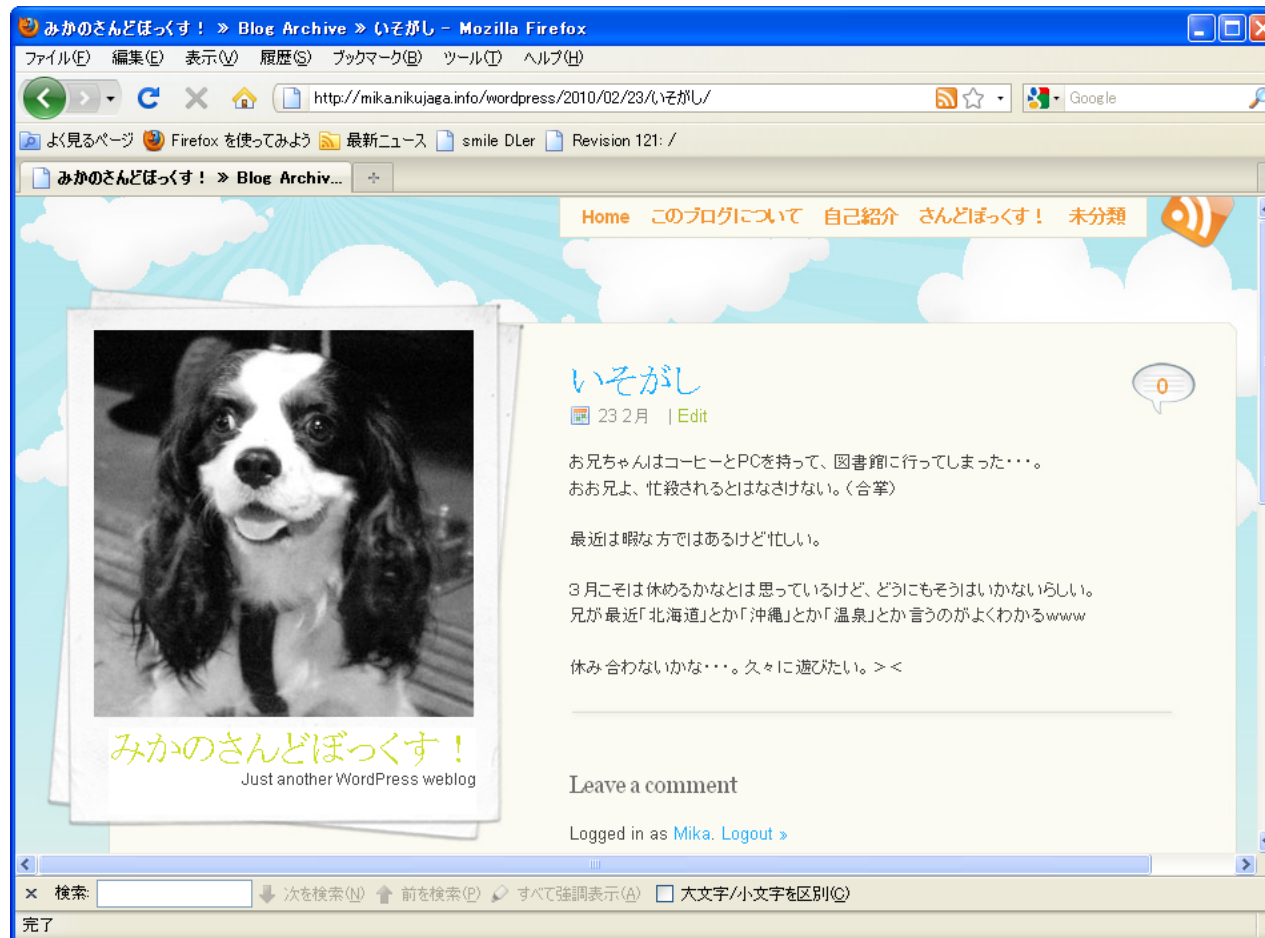 みかのさんどぼっくす！ » Blog Archive » いそがし - Mozilla Firefox
ファイル(F) 編集(E) 表示(V) 履歴(S) ブックマーク(B) ツール(T) ヘルプ(H)
http://mika.nikujaga.info/wordpress/2010/02/23/いそがし/ Google
よく見るページ Firefox を使ってみよう 最新ニュース smile DLer Revision 121: /
みかのさんどぼっくす！ » Blog Archiv...
Home このブログについて 自己紹介 さんどぼっくす！ 未分類
いそがし
0
23 2月 | Edit
お兄ちゃんはコーヒーとPCを持って、図書館に行ってしまった・・・。
おお兄よ、忙殺されるとはなさけない。（合掌）
最近は暇な方ではあるけど忙しい。
３月こそは休めるかなとは思っているけど、どうにもそうはいかないらしい。
兄が最近「北海道」とか「沖縄」とか「温泉」とか言うのがよくわかるwww
休み合わないかな・・・。久々に遊びたい。＞＜
みかのさんどぼっくす！
Just another WordPress weblog
Leave a comment
Logged in as Mika. Logout »
検索: 次を検索(N) 前を検索(P) すべて強調表示(A) 大文字/小文字を区別(C)
完了